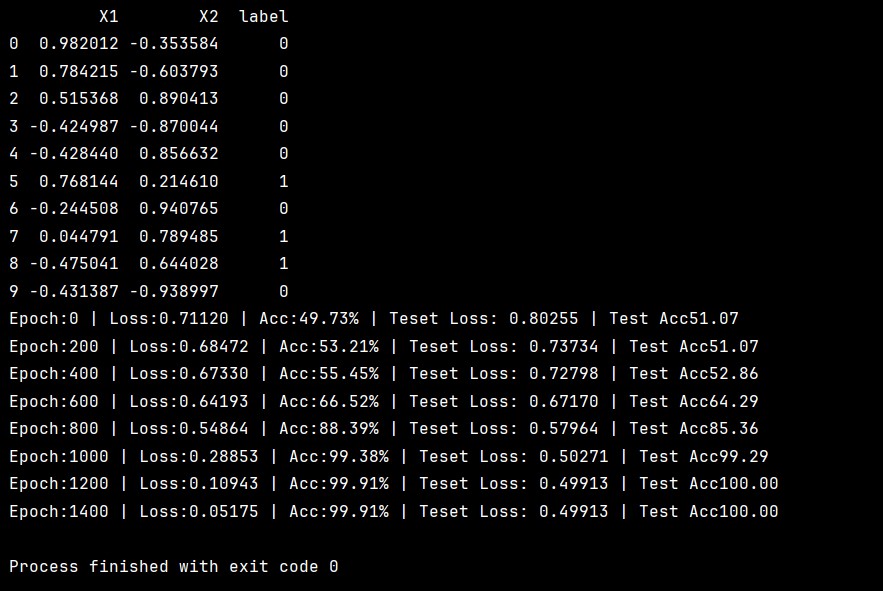 X1 X2 label
0 0.982012 -0.353584 0
1 0.784215 -0.603793 0
2 0.515368 0.890413 0
3 -0.424987 -0.870044 0
4 -0.428440 0.856632 0
5 0.768144 0.214610 1
6 -0.244508 0.940765 0
7 0.044791 0.789485 1
8 -0.475041 0.644028 1
9 -0.431387 -0.938997 0
Epoch:0 | Loss:0.71120 | Acc:49.73% | Teset Loss: 0.80255 | Test Acc51.07
Epoch:200 | Loss:0.68472 | Acc:53.21% | Teset Loss: 0.73734 | Test Acc51.07
Epoch:400 | Loss:0.67330 | Acc:55.45% | Teset Loss: 0.72798 | Test Acc52.86
Epoch:600 | Loss:0.64193 | Acc:66.52% | Teset Loss: 0.67170 | Test Acc64.29
Epoch:800 | Loss:0.54864 | Acc:88.39% | Teset Loss: 0.57964 | Test Acc85.36
Epoch:1000 | Loss:0.28853 | Acc:99.38% | Teset Loss: 0.50271 | Test Acc99.29
Epoch:1200 | Loss:0.10943 | Acc:99.91% | Teset Loss: 0.49913 | Test Acc100.00
Epoch:1400 | Loss:0.05175 | Acc:99.91% | Teset Loss: 0.49913 | Test Acc100.00
Process finished with exit code 0